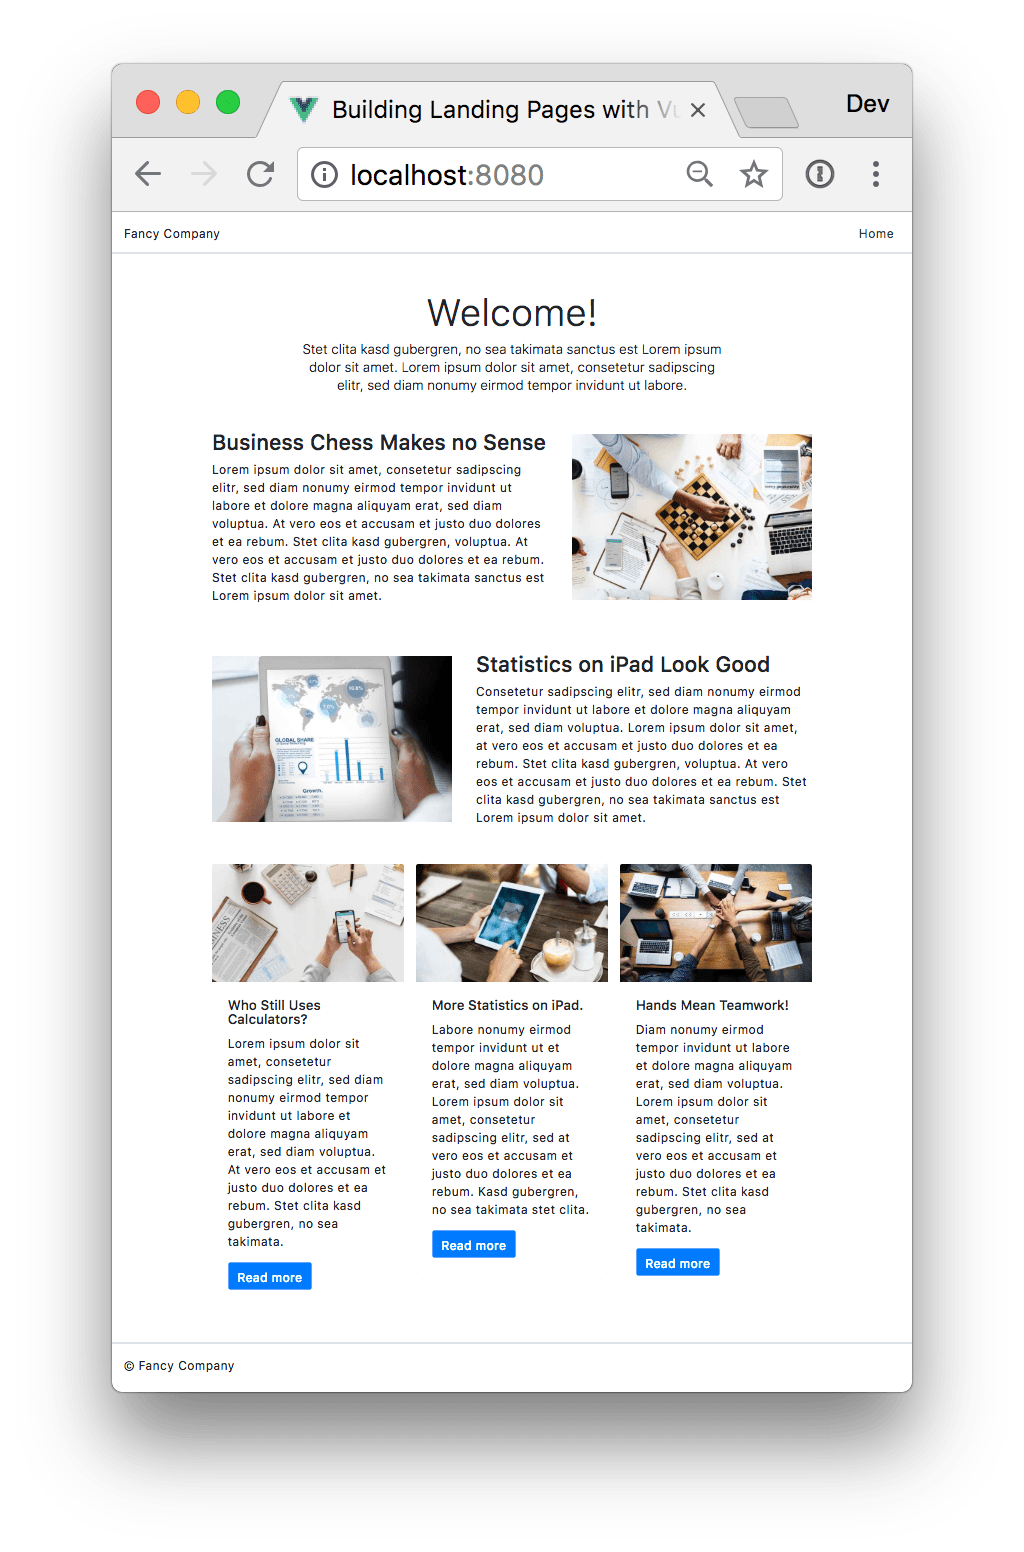 Building Landing Pages with Vu
Dev
localhost:8080
Fancy Company
Home
Welcome!
Stet clita kasd gubergren, no sea takimata sanctus est Lorem ipsum
dolor sit amet. Lorem ipsum dolor sit amet, consetetur sadipscing
elitr, sed diam nonumy eirmod tempor invidunt ut labore.
Business Chess Makes no Sense
Lorem ipsum dolor sit amet, consetetur sadipscing
elitr, sed diam nonumy eirmod tempor invidunt ut
labore et dolore magna aliquyam erat, sed diam
voluptua. At vero eos et accusam et justo duo dolores
et ea rebum. Stet clita kasd gubergren, voluptua. At
vero eos et accusam et justo duo dolores et ea rebum.
Stet clita kasd gubergren, no sea takimata sanctus est
Lorem ipsum dolor sit amet.
GLOBAL SHARE
Growth.
Statistics on iPad Look Good
Consetetur sadipscing elitr, sed diam nonumy eirmod
tempor invidunt ut labore et dolore magna aliquyam
erat, sed diam voluptua. Lorem ipsum dolor sit amet,
at vero eos et accusam et justo duo dolores et ea
rebum. Stet clita kasd gubergren, voluptua. At vero
eos et accusam et justo duo dolores et ea rebum. Stet
clita kasd gubergren, no sea takimata sanctus est
Lorem ipsum dolor sit amet.
BUSINESS
Who Still Uses
Calculators?
Lorem ipsum dolor sit
amet, consetetur
sadipscing elitr, sed diam
nonumy eirmod tempor
invidunt ut labore et
dolore magna aliquyam
erat, sed diam voluptua.
At vero eos et accusam et
justo duo dolores et ea
rebum. Stet clita kasd
gubergren, no sea
takimata.
Read more
More Statistics on iPad.
Labore nonumy eirmod
tempor invidunt ut et
dolore magna aliquyam
erat, sed diam voluptua.
Lorem ipsum dolor sit
amet, consetetur
sadipscing elitr, sed at
vero eos et accusam et
justo duo dolores et ea
rebum. Kasd gubergren,
no sea takimata stet clita.
Read more
Hands Mean Teamwork!
Diam nonumy eirmod
tempor invidunt ut labore
et dolore magna aliquyam
erat, sed diam voluptua.
Lorem ipsum dolor sit
amet, consetetur
sadipscing elitr, sed at
vero eos et accusam et
justo duo dolores et ea
rebum. Stet clita kasd
gubergren, no sea
takimata.
Read more
© Fancy Company